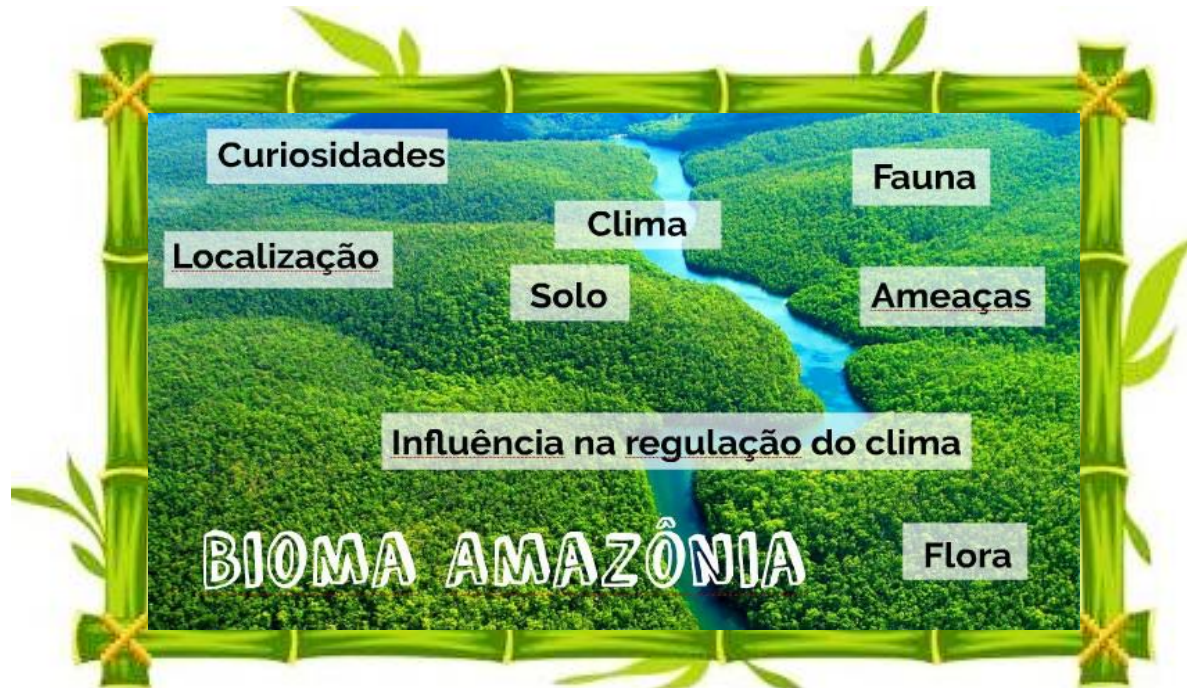 Curiosidades
Fauna
Clima
Localização
Solo
Ameaças
Influência na regulação do clima
BIOMA AMAZÔNIA
Flora